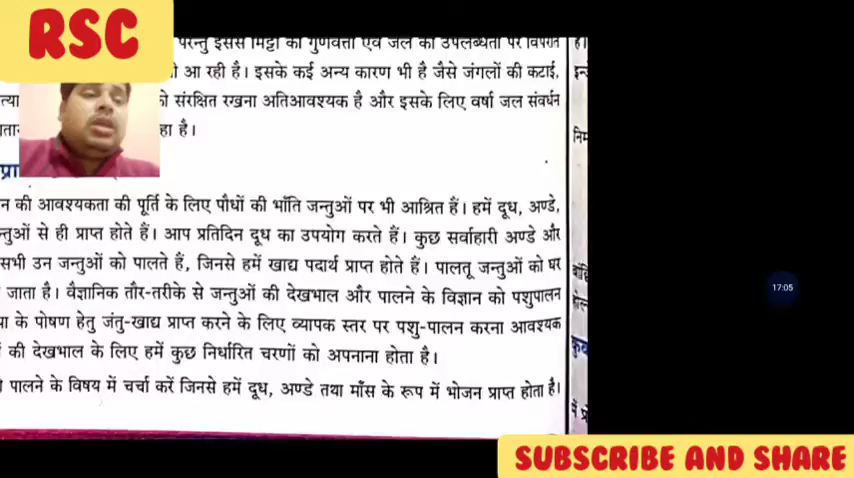 RSC
परन्तु इससे मिट्टी की गुणवत्ता एवं जल की उपलब्धता पर विपरीत
ी आ रही है। इसके कई अन्य कारण भी है जैसे जंगलों की कटाई,
त्या को संरक्षित रखना अतिआवश्यक है और इसके लिए वर्षा जल संवर्धन
हा है।
प्रा
न की आवश्यकता की पूर्ति के लिए पौधों की भाँति जन्तुओं पर भी आश्रित हैं। हमें दूध, अण्डे,
न्तुओं से ही प्राप्त होते हैं। आप प्रतिदिन दूध का उपयोग करते हैं। कुछ सर्वाहारी अण्डे और
सभी उन जन्तुओं को पालते हैं, जिनसे हमें खाद्य पदार्थ प्राप्त होते हैं। पालतू जन्तुओं को घर
जाता है। वैज्ञानिक तौर-तरीके से जन्तुओं की देखभाल और पालने के विज्ञान को पशुपालन
या के पोषण हेतु जंतु-खाद्य प्राप्त करने के लिए व्यापक स्तर पर पशु-पालन करना आवश्यक
की देखभाल के लिए हमें कुछ निर्धारित चरणों को अपनाना होता है।
पालने के विषय में चर्चा करें जिनसे हमें दूध, अण्डे तथा माँस के रूप में भोजन प्राप्त होता है।
17:05
SUBSCRIBE AND SHARE